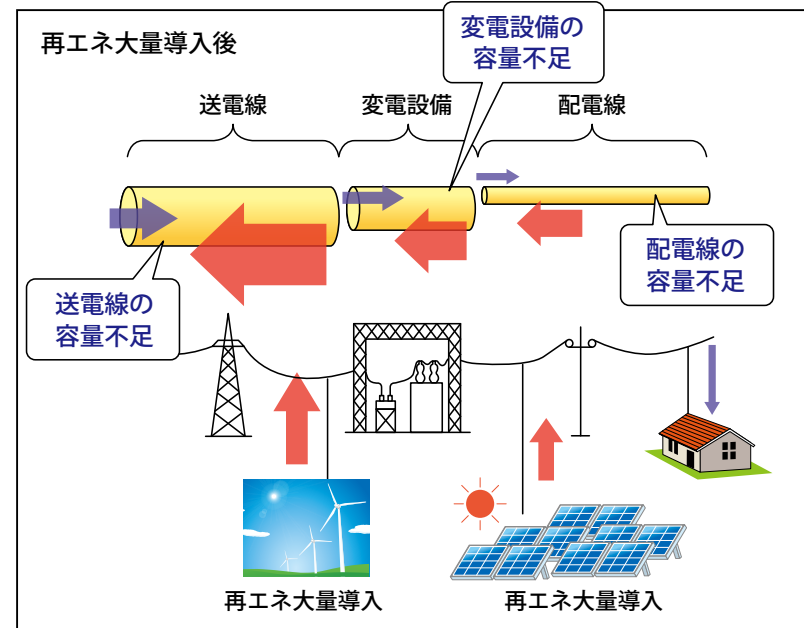 再エネ大量導入後
変電設備の
容量不足
送電線
変電設備
配電線
配電線の
容量不足
送電線の
容量不足
再エネ大量導入
再エネ大量導入